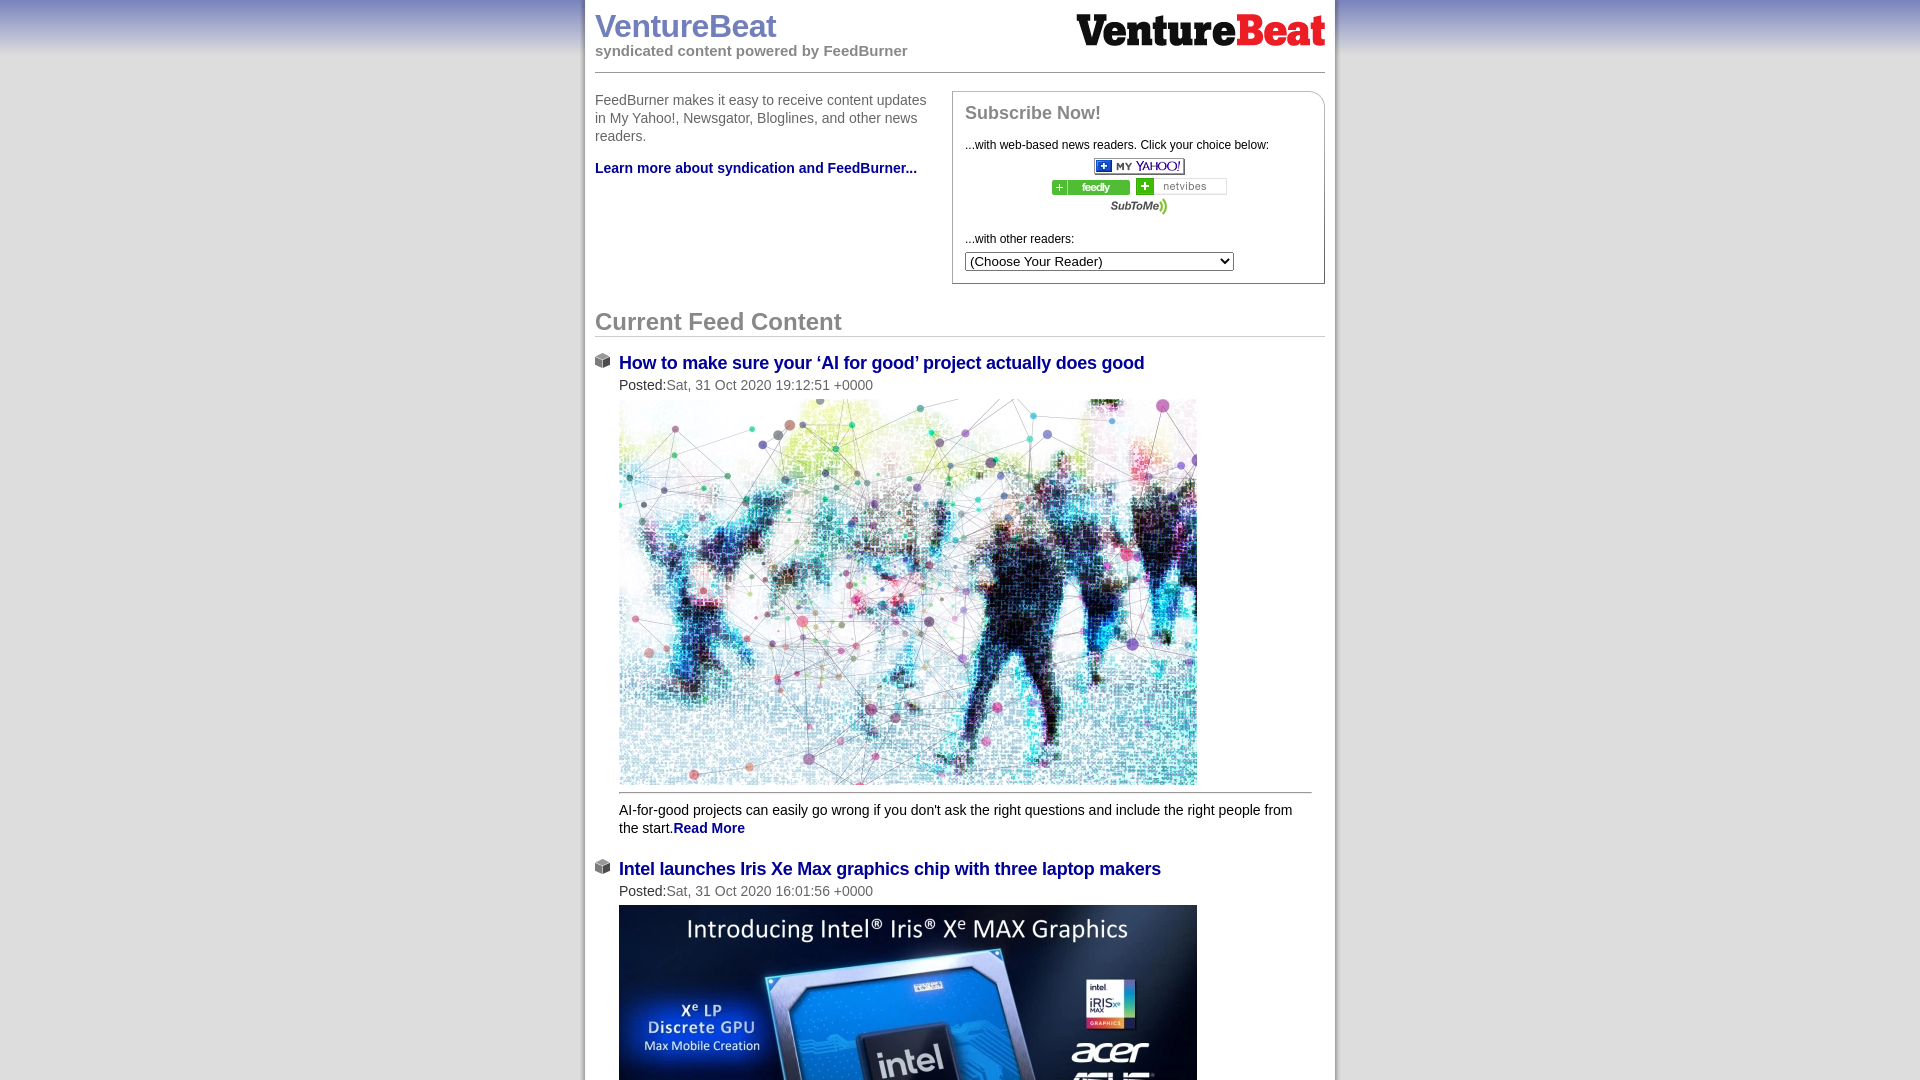 VentureBeat
VentureBeat
syndicated content powered by FeedBurner
FeedBurner makes it easy to receive content updates
in My Yahoo!, Newsgator, Bloglines, and other news
readers.
Learn more about syndication and FeedBurner...
Subscribe Now!
...with web-based news readers. Click your choice below:
MY YAHOO!
feedly
netvibes
SubToMe
...with other readers:
(Choose Your Reader)
Current Feed Content
How to make sure your ‘AI for good’ project actually does good
Posted:Sat, 31 Oct 2020 19:12:51 +0000
AI-for-good projects can easily go wrong if you don't ask the right questions and include the right people from
the start.Read More
Intel launches Iris Xe Max graphics chip with three laptop makers
Posted:Sat, 31 Oct 2020 16:01:56 +0000
Introducing Intel® Iris® Xe MAX Graphics
Xe LP
Discrete GPU
Max Mobile Creation
intel
intel.
iRIS xe
MAX
GRAPHICS
acer